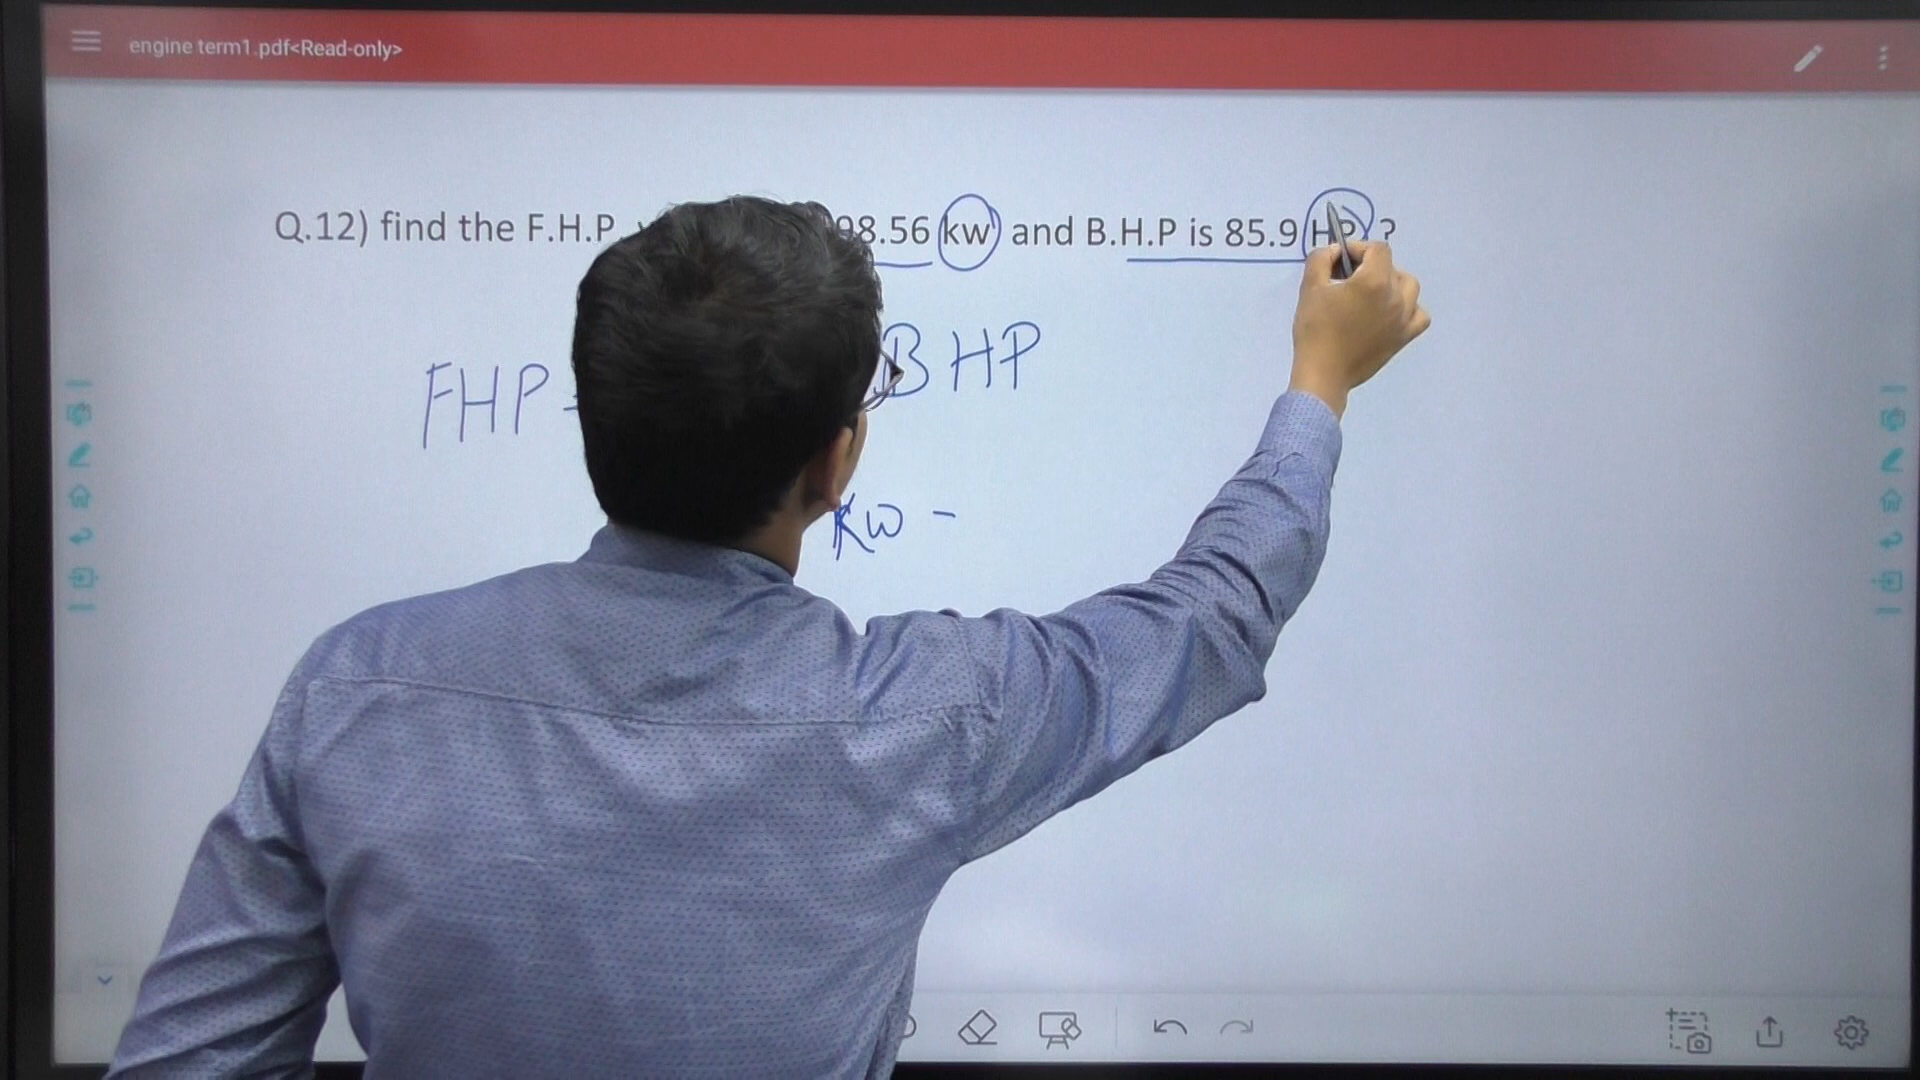 engine term1.pdf<Read-only>
Q.12) find the F.H.P 98.56 kw and B.H.P is 85.9 HP ?
FHP - BHP
Kw -